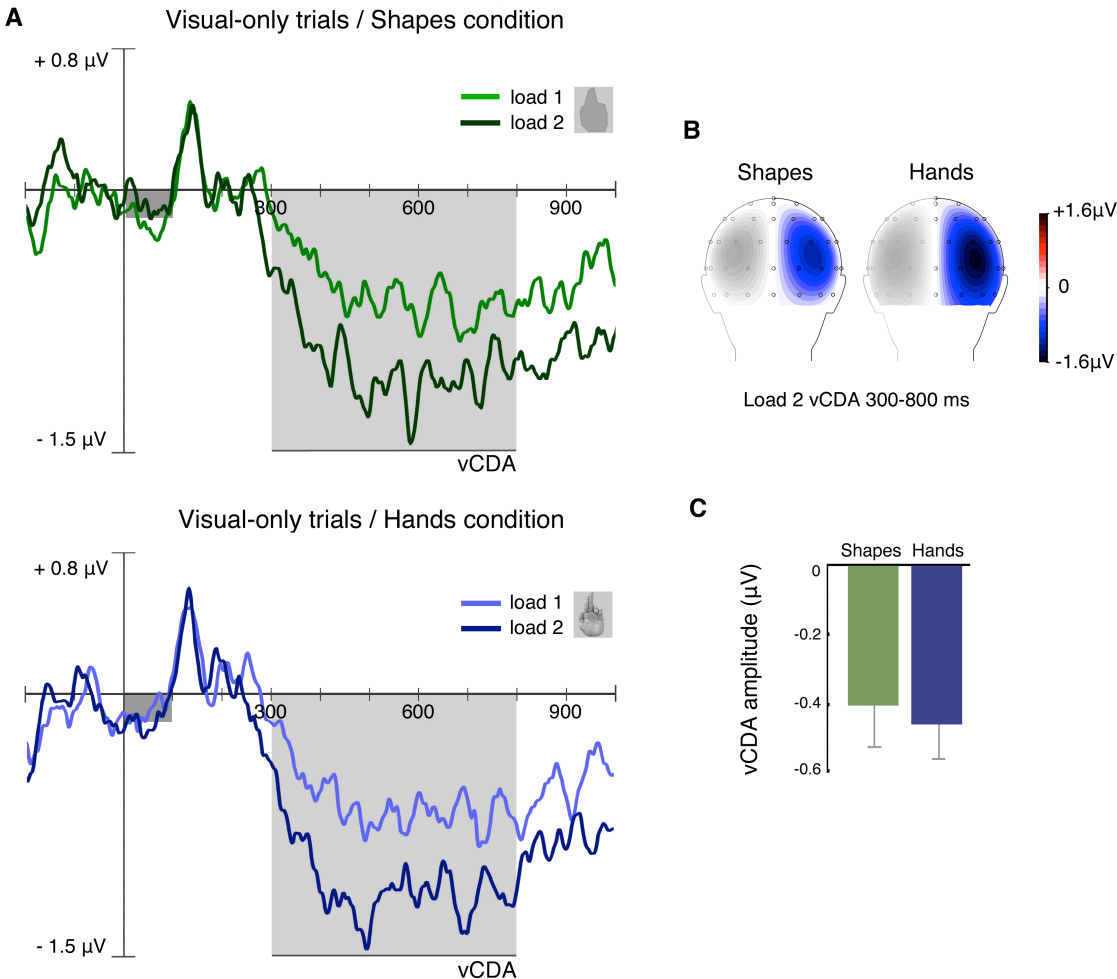 A
Visual-only trials / Shapes condition
+ 0.8 µV
load 1
load 2
300
600
900
- 1.5 µV
vCDA
Visual-only trials / Hands condition
+ 0.8 µV
load 1
load 2
300
600
900
- 1.5 µV
vCDA
B
Shapes
Hands
+1.6µV
0
-1.6µV
Load 2 vCDA 300-800 ms
C
Shapes Hands
vCDA amplitude (µV)
0
-0.2
-0.4
-0.6